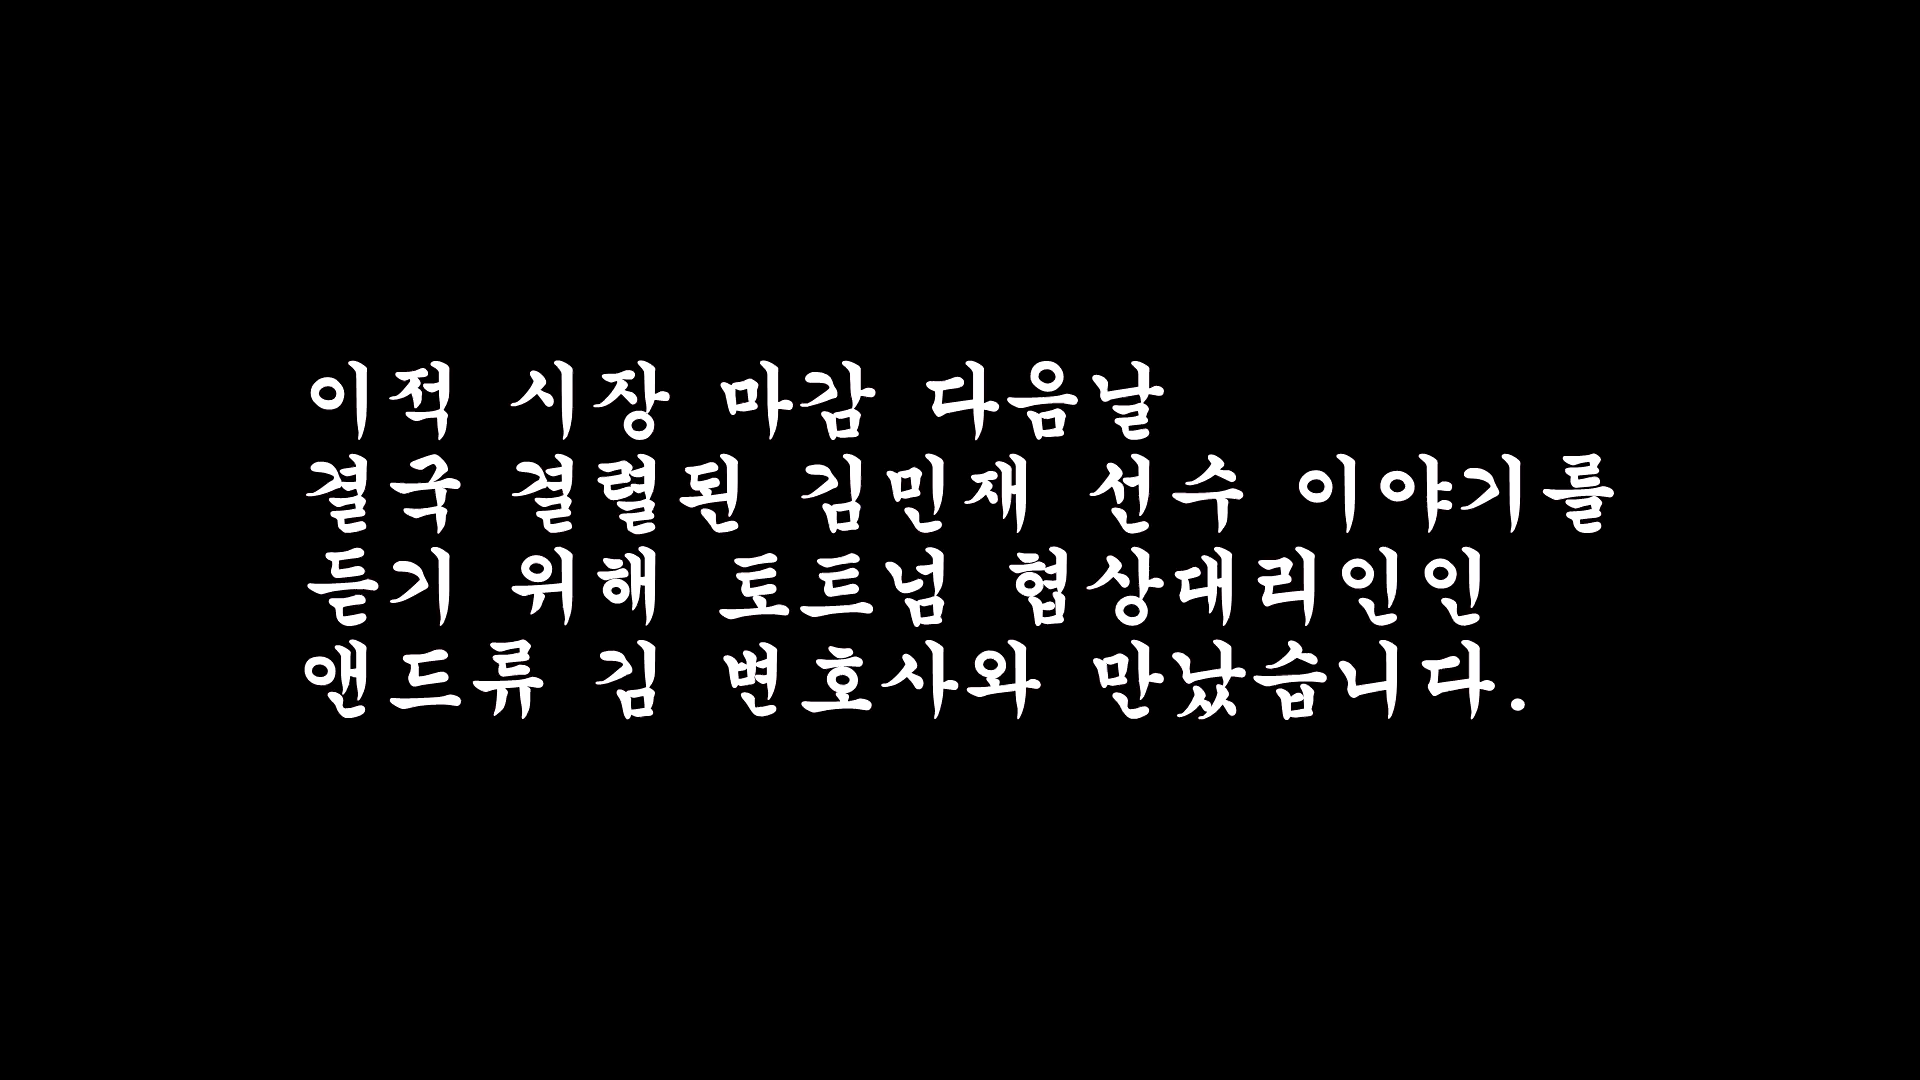 이적 시장 마감 다음날
결국 결렬된 김민재 선수 이야기를
듣기 위해 토트넘 협상대리인인
앤드류 김 변호사와 만났습니다.